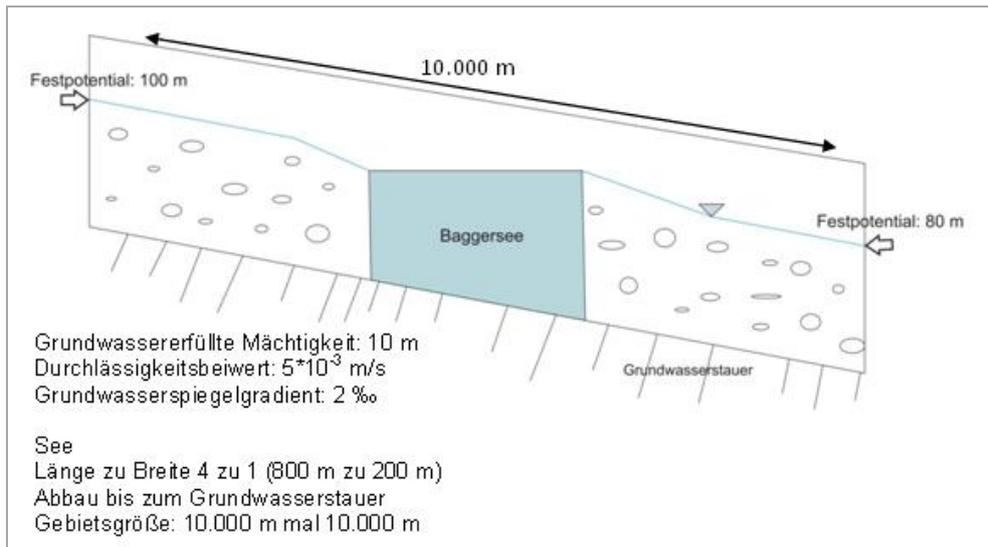 10.000 m
Festpotential: 100 m
Festpotential: 80 m
Baggersee
Grundwassererfüllte Mächtigkeit: 10 m
Durchlässigkeitsbeiwert: 5*10⁻³ m/s
Grundwasserstauer
Grundwasserspiegelgradient: 2 ‰
See
Länge zu Breite 4 zu 1 (800 m zu 200 m)
Abbau bis zum Grundwasserstauer
Gebietsgröße: 10.000 m mal 10.000 m